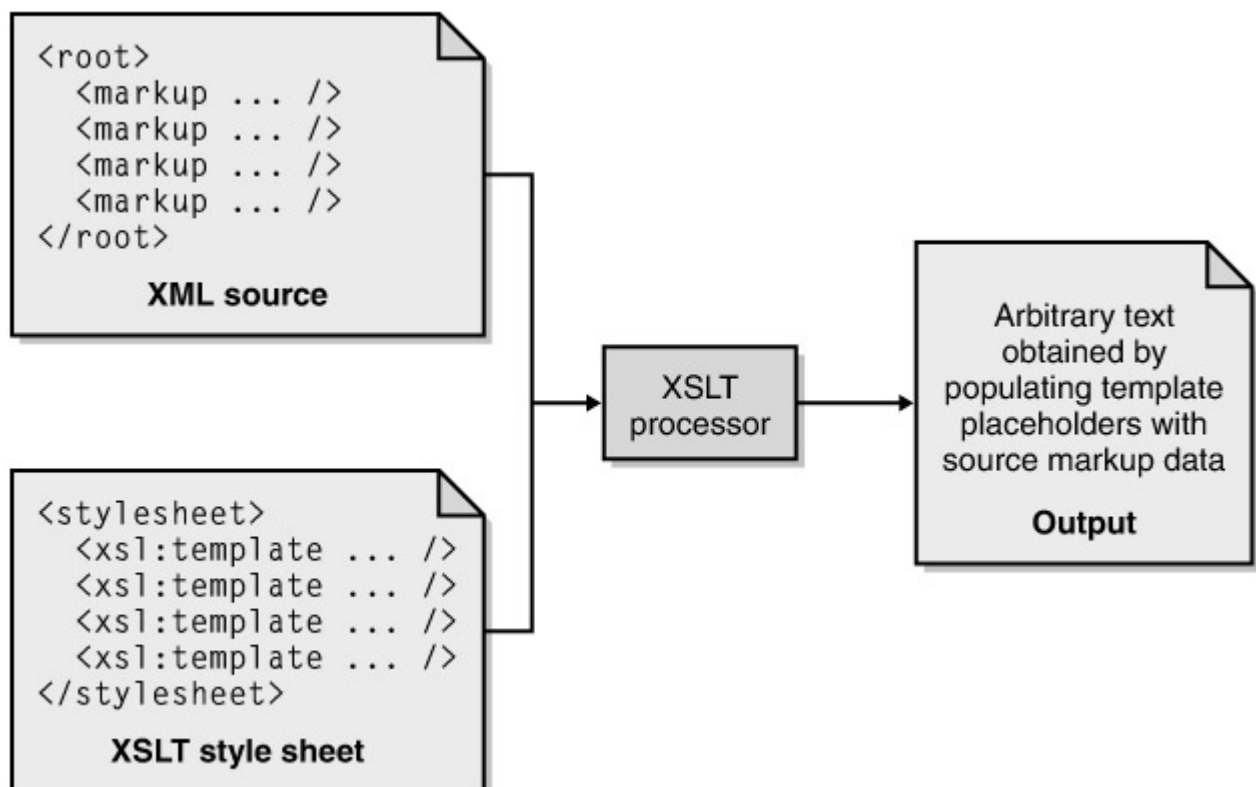 <root>
  <markup ... />
  <markup ... />
  <markup ... />
  <markup ... />
</root>
XML source
<stylesheet>
  <xsl:template ... />
  <xsl:template ... />
  <xsl:template ... />
  <xsl:template ... />
</stylesheet>
XSLT style sheet
XSLT
processor
Arbitrary text
obtained by
populating template
placeholders with
source markup data
Output